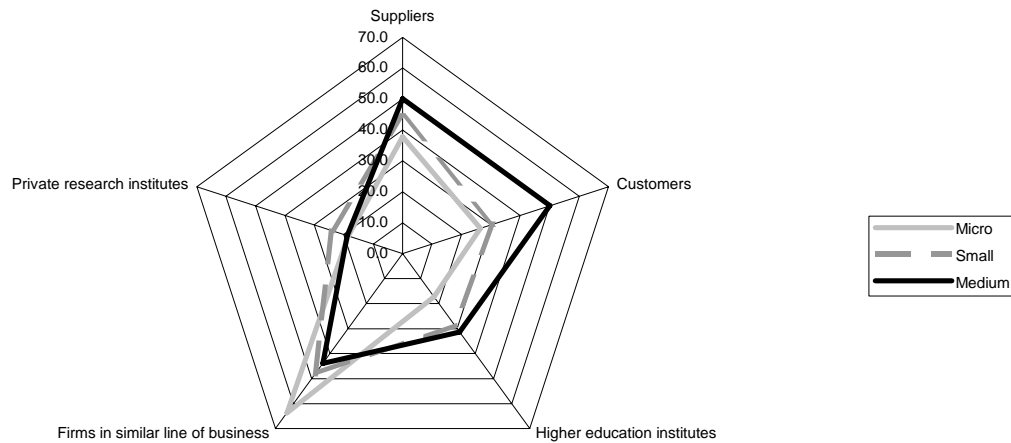 Suppliers
70.0
60.0
50.0
40.0
30.0
20.0
10.0
0.0
Private research institutes
Customers
Micro
Small
Medium
Firms in similar line of business
Higher education institutes